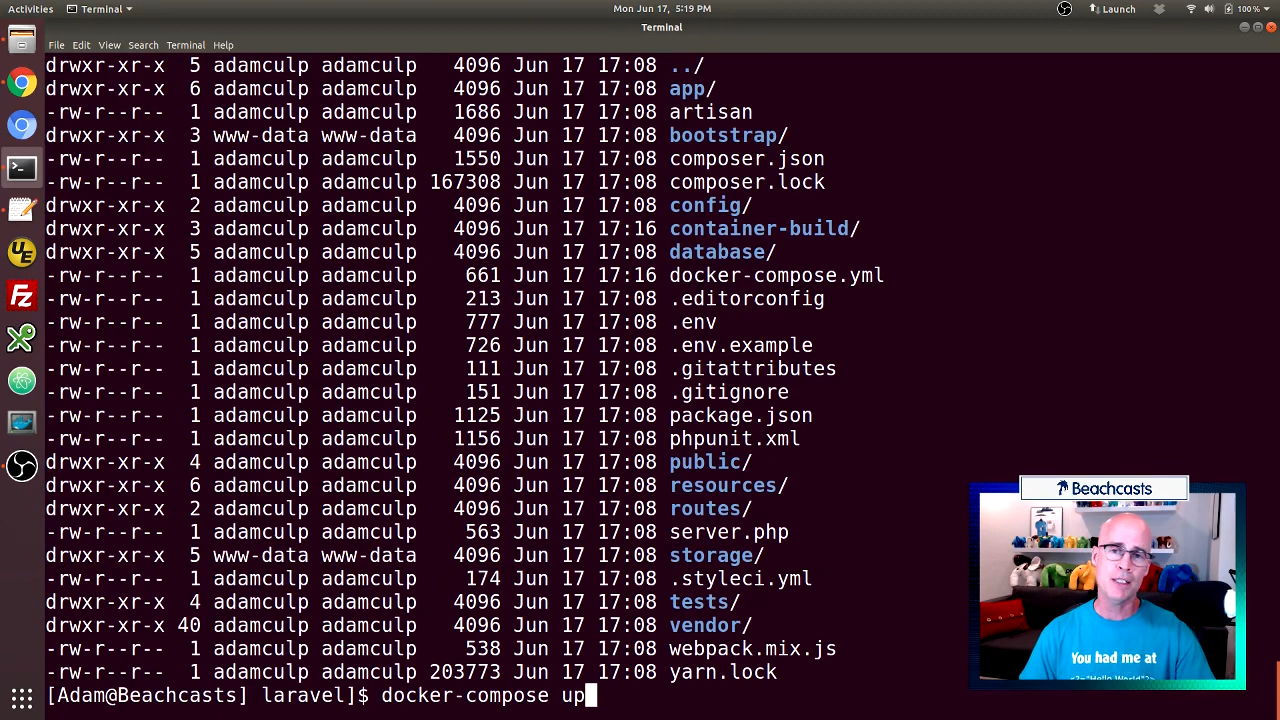 Activities Terminal Mon Jun 17, 5:19 PM Launch 100%
Terminal
File Edit View Search Terminal Help
drwxr-xr-x 5 adamculp adamculp 4096 Jun 17 17:08 ../
drwxr-xr-x 6 adamculp adamculp 4096 Jun 17 17:08 app/
-rw-r--r-- 1 adamculp adamculp 1686 Jun 17 17:08 artisan
drwxr-xr-x 3 www-data www-data 4096 Jun 17 17:08 bootstrap/
-rw-r--r-- 1 adamculp adamculp 1550 Jun 17 17:08 composer.json
-rw-r--r-- 1 adamculp adamculp 167308 Jun 17 17:08 composer.lock
drwxr-xr-x 2 adamculp adamculp 4096 Jun 17 17:08 config/
drwxr-xr-x 3 adamculp adamculp 4096 Jun 17 17:16 container-build/
drwxr-xr-x 5 adamculp adamculp 4096 Jun 17 17:08 database/
-rw-r--r-- 1 adamculp adamculp 661 Jun 17 17:16 docker-compose.yml
-rw-r--r-- 1 adamculp adamculp 213 Jun 17 17:08 .editorconfig
-rw-r--r-- 1 adamculp adamculp 777 Jun 17 17:08 .env
-rw-r--r-- 1 adamculp adamculp 726 Jun 17 17:08 .env.example
-rw-r--r-- 1 adamculp adamculp 111 Jun 17 17:08 .gitattributes
-rw-r--r-- 1 adamculp adamculp 151 Jun 17 17:08 .gitignore
-rw-r--r-- 1 adamculp adamculp 1125 Jun 17 17:08 package.json
-rw-r--r-- 1 adamculp adamculp 1156 Jun 17 17:08 phpunit.xml
drwxr-xr-x 4 adamculp adamculp 4096 Jun 17 17:08 public/
drwxr-xr-x 6 adamculp adamculp 4096 Jun 17 17:08 resources/
drwxr-xr-x 2 adamculp adamculp 4096 Jun 17 17:08 routes/
-rw-r--r-- 1 adamculp adamculp 563 Jun 17 17:08 server.php
drwxr-xr-x 5 www-data www-data 4096 Jun 17 17:08 storage/
-rw-r--r-- 1 adamculp adamculp 174 Jun 17 17:08 .styleci.yml
drwxr-xr-x 4 adamculp adamculp 4096 Jun 17 17:08 tests/
drwxr-xr-x 40 adamculp adamculp 4096 Jun 17 17:08 vendor/
-rw-r--r-- 1 adamculp adamculp 538 Jun 17 17:08 webpack.mix.js
-rw-r--r-- 1 adamculp adamculp 203773 Jun 17 17:08 yarn.lock
[Adam@Beachcasts] laravel]$ docker-compose up
UE
Fz
Beachcasts
You had me at
<?="Hello World"?>